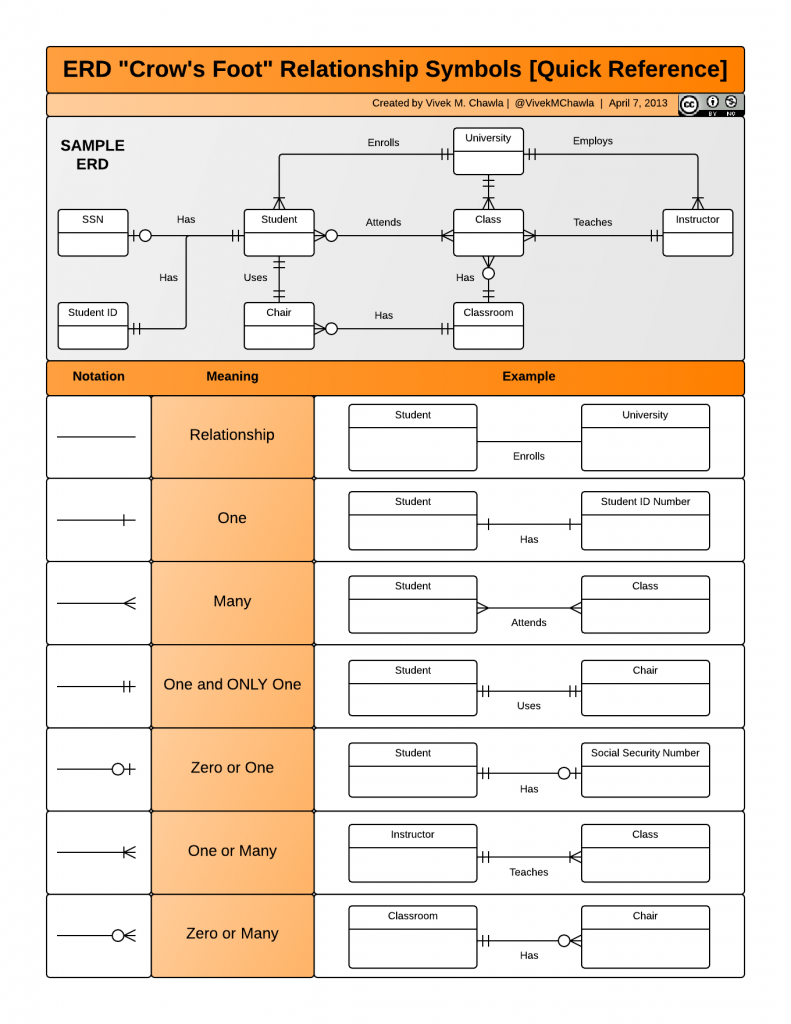 ERD "Crow's Foot" Relationship Symbols [Quick Reference]
Created by Vivek M. Chawla | @VivekMChawla | April 7, 2013
cc
BY NC
SAMPLE
ERD
University
Enrolls
Employs
SSN
Has
Student
Attends
Class
Teaches
Instructor
Has
Uses
Has
Student ID
Chair
Has
Classroom
Notation Meaning Example
Relationship
Student
University
Enrolls
One
Student
Student ID Number
Has
Many
Student
Class
Attends
One and ONLY One
Student
Chair
Uses
Zero or One
Student
Social Security Number
Has
One or Many
Instructor
Class
Teaches
Zero or Many
Classroom
Chair
Has